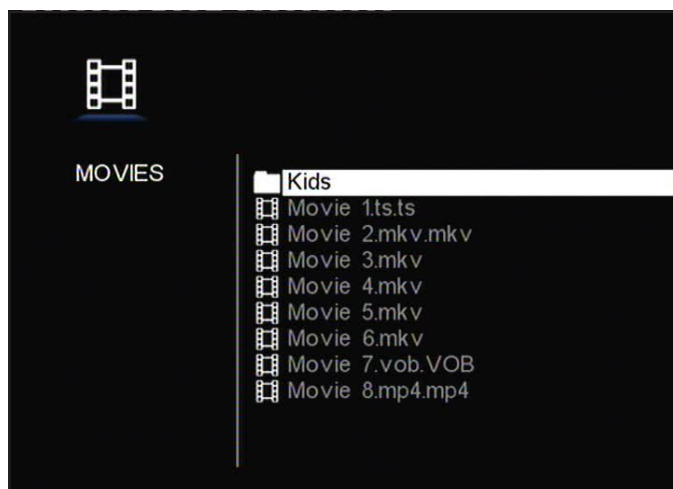 MOVIES
Kids
Movie 1.ts.ts
Movie 2.mkv.mkv
Movie 3.mkv
Movie 4.mkv
Movie 5.mkv
Movie 6.mkv
Movie 7.vob.VOB
Movie 8.mp4.mp4